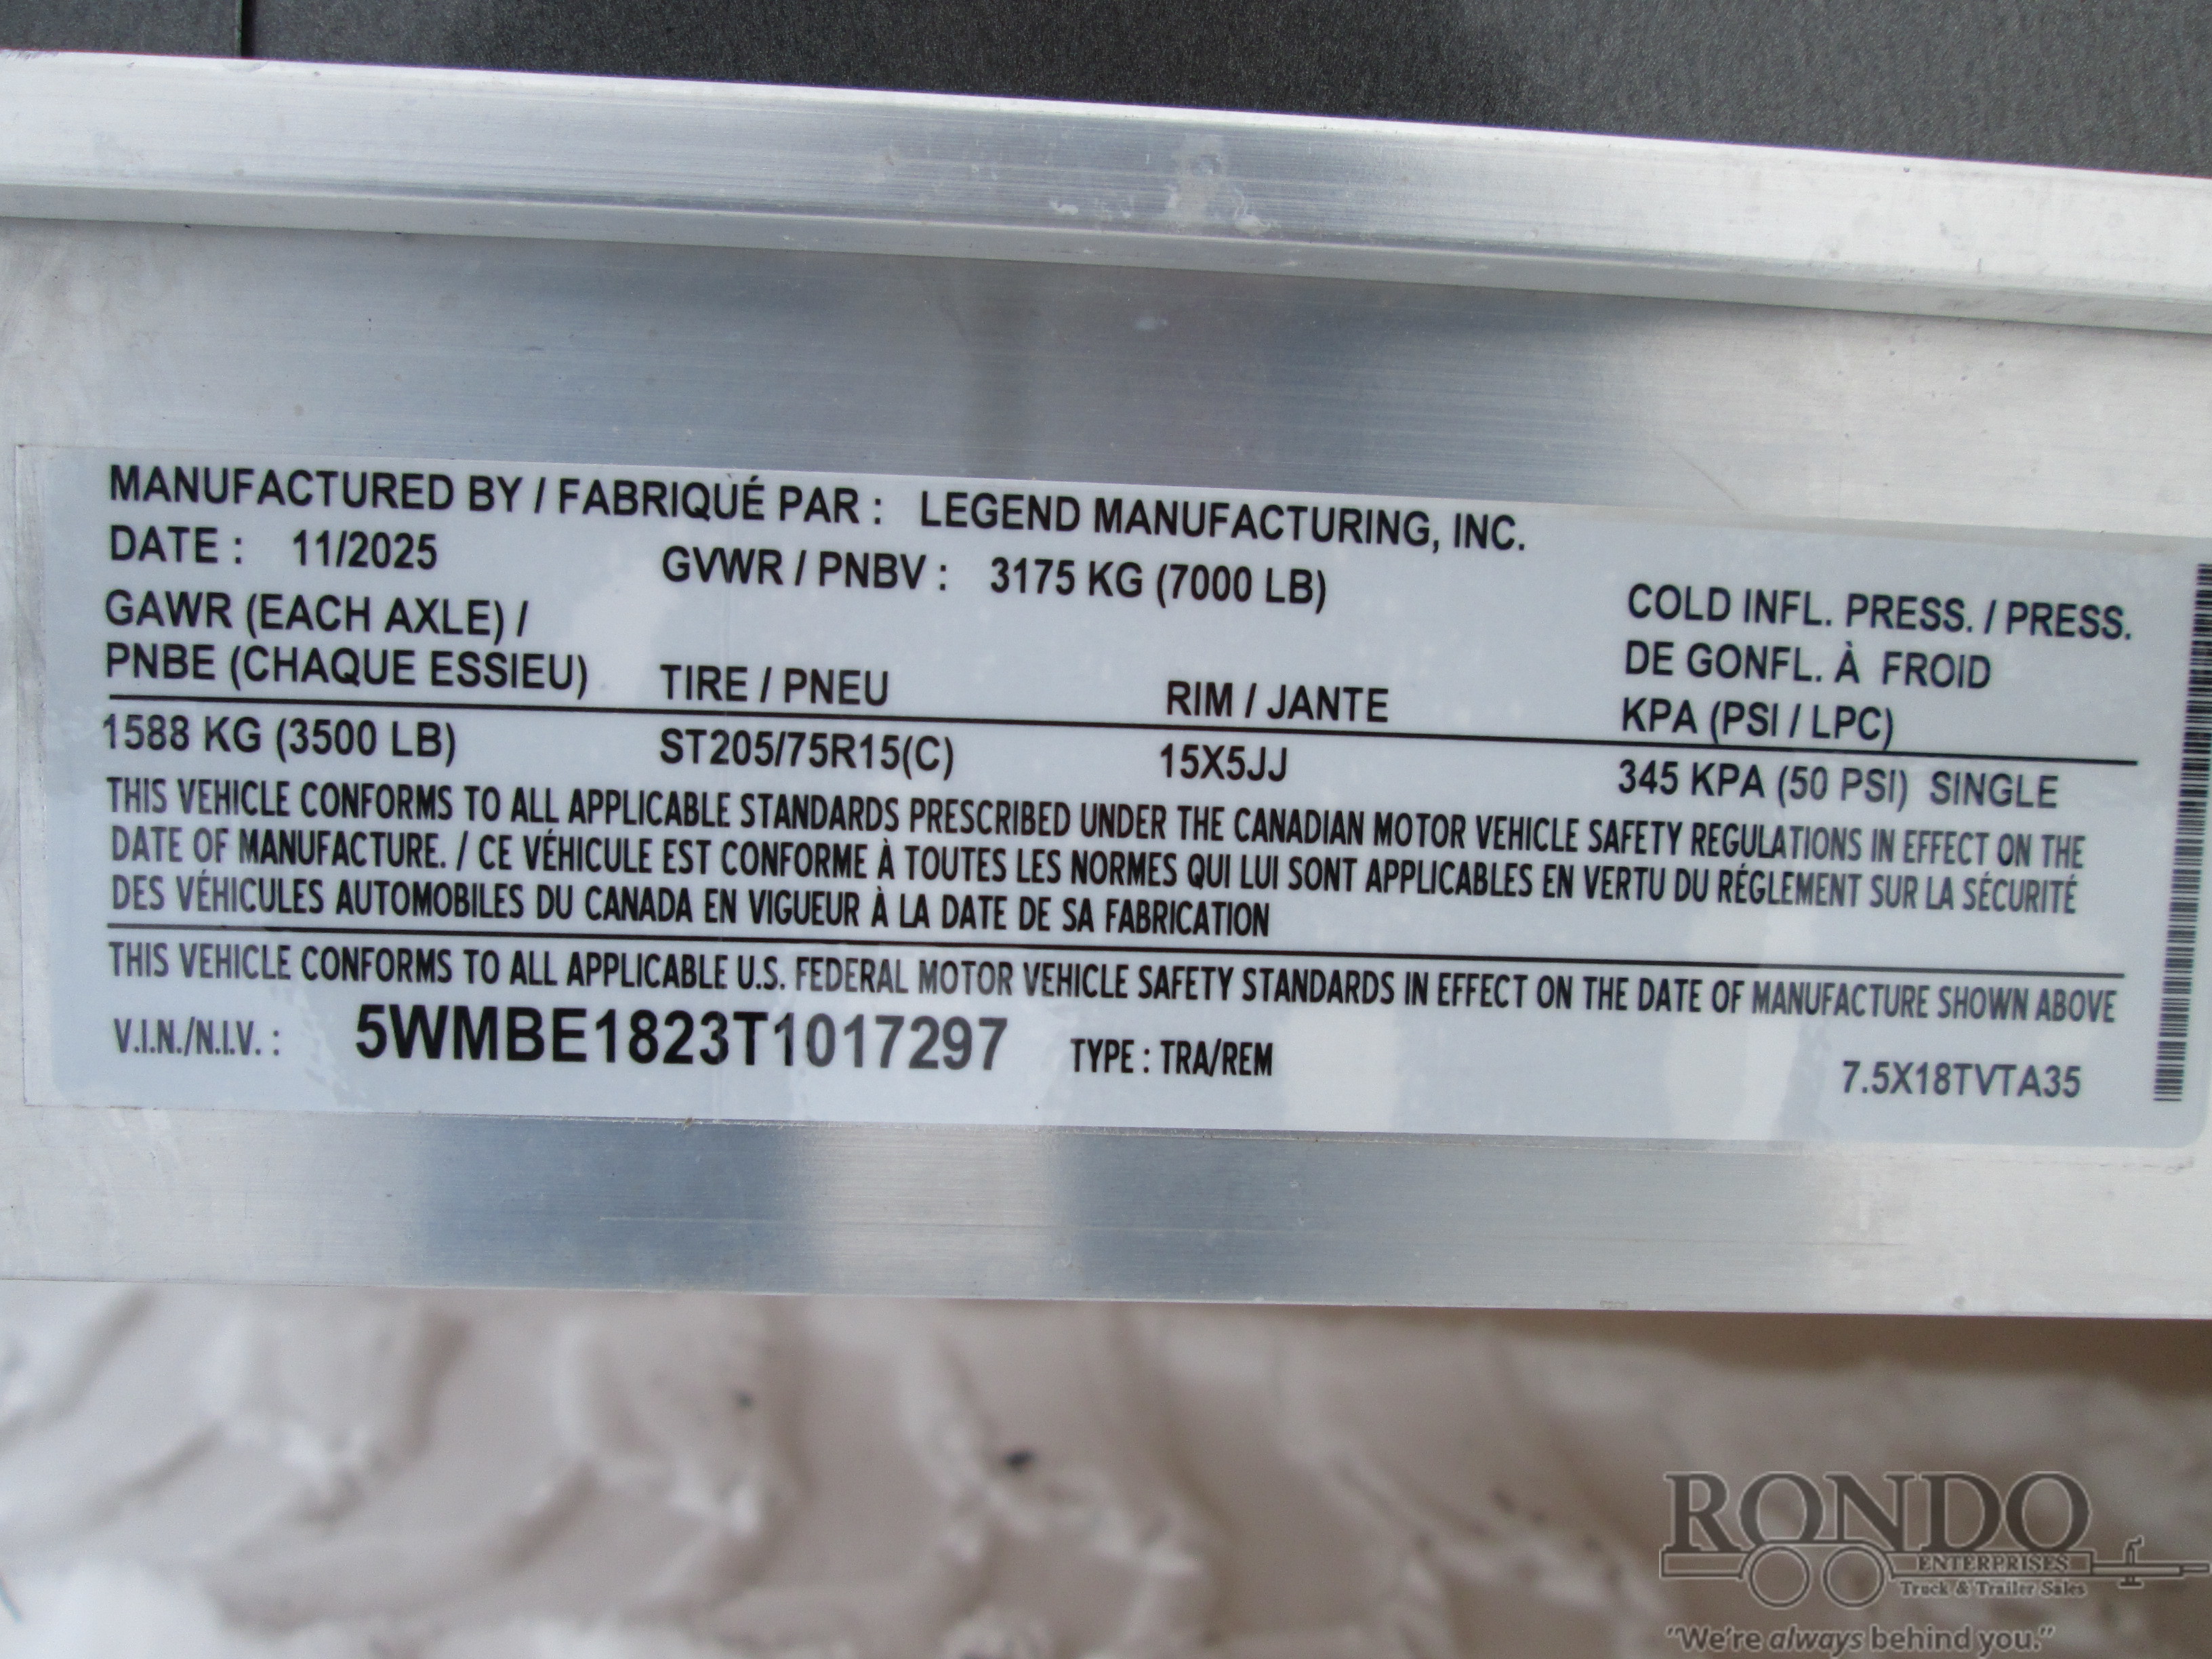 MANUFACTURED BY / FABRIQUÉ PAR : LEGEND MANUFACTURING, INC.
DATE : 11/2025 GVWR / PNBV : 3175 KG (7000 LB)
GAWR (EACH AXLE) /
PNBE (CHAQUE ESSIEU) TIRE / PNEU RIM / JANTE
COLD INFL. PRESS. / PRESS.
DE GONFL. À FROID
KPA (PSI / LPC)
1588 KG (3500 LB) ST205/75R15(C) 15X5JJ 345 KPA (50 PSI) SINGLE
THIS VEHICLE CONFORMS TO ALL APPLICABLE STANDARDS PRESCRIBED UNDER THE CANADIAN MOTOR VEHICLE SAFETY REGULATIONS IN EFFECT ON THE
DATE OF MANUFACTURE. / CE VÉHICULE EST CONFORME À TOUTES LES NORMES QUI LUI SONT APPLICABLES EN VERTU DU RÉGLEMENT SUR LA SÉCURITÉ
DES VÉHICULES AUTOMOBILES DU CANADA EN VIGUEUR À LA DATE DE SA FABRICATION
THIS VEHICLE CONFORMS TO ALL APPLICABLE U.S. FEDERAL MOTOR VEHICLE SAFETY STANDARDS IN EFFECT ON THE DATE OF MANUFACTURE SHOWN ABOVE
V.I.N./N.I.V. : 5WMBE1823T1017297 TYPE : TRA/REM 7.5X18TVTA35
RONDO
ENTERPRISES
Truck & Trailer Sales
"We're always behind you."